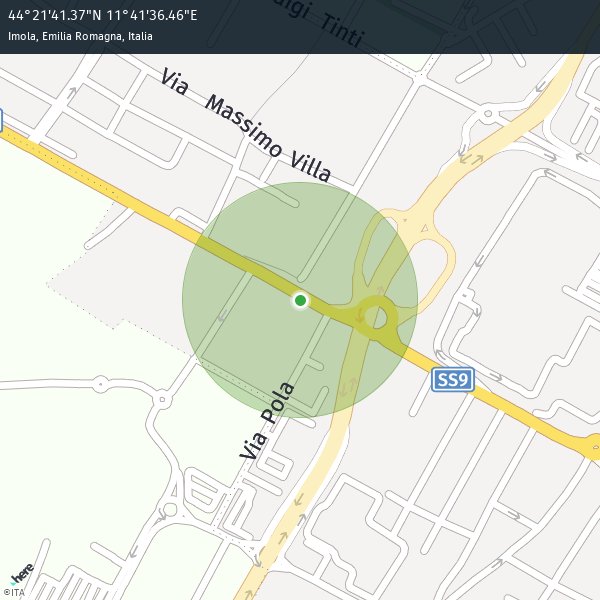 44°21'41.37"N 11°41'36.46"E
Imola, Emilia Romagna, Italia
Tinti
Via Massimo Villa
SS9
Via Pola
here
©ITA